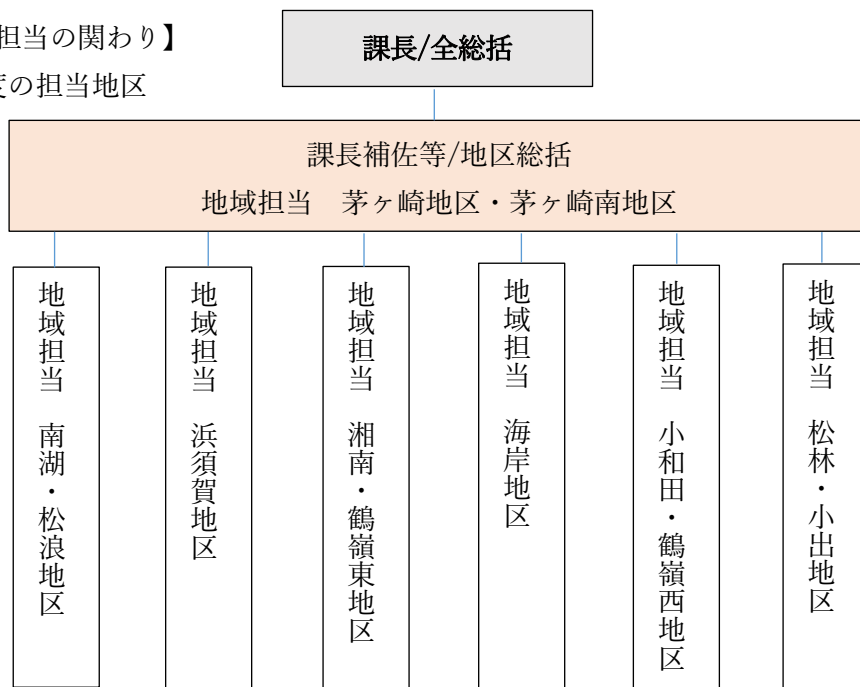 担当の関わり】
度の担当地区
課長/全総括
課長補佐等/地区総括
地域担当　茅ヶ崎地区・茅ヶ崎南地区
地域担当　南湖・松浪地区
地域担当　浜須賀地区
地域担当　湘南・鶴嶺東地区
地域担当　海岸地区
地域担当　小和田・鶴嶺西地区
地域担当　松林・小出地区